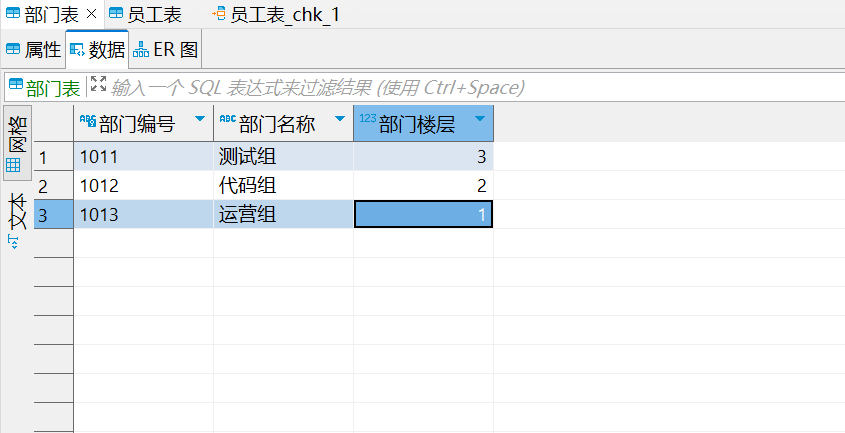 部门表 员工表 员工表_chk_1
属性 数据 ER 图
部门表 输入一个 SQL 表达式来过滤结果 (使用 Ctrl+Space)
网格
文本
ABC 部门编号 ABC 部门名称 123 部门楼层
1 1011 测试组 3
2 1012 代码组 2
3 1013 运营组 1